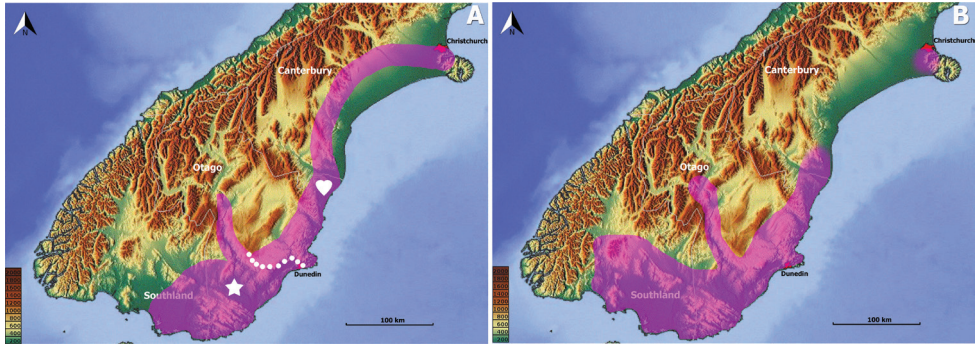 A
N
Christchurch
Canterbury
Otago
Dunedin
Southland
100 km
B
N
Christchurch
Canterbury
Otago
Dunedin
Southland
100 km